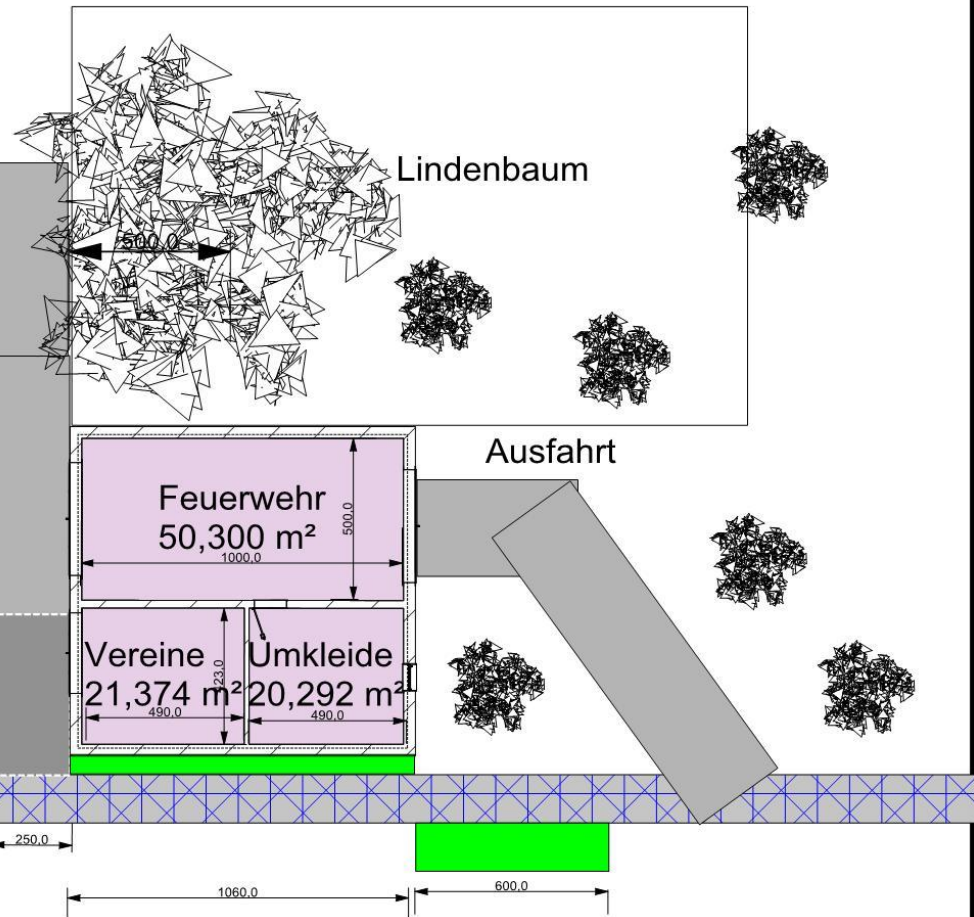 Lindenbaum
500,0
Ausfahrt
Feuerwehr
50,300 m²
500,0
1000,0
Vereine
21,374 m²
423,0
490,0
Umkleide
20,292 m²
490,0
250,0
1060,0
600,0